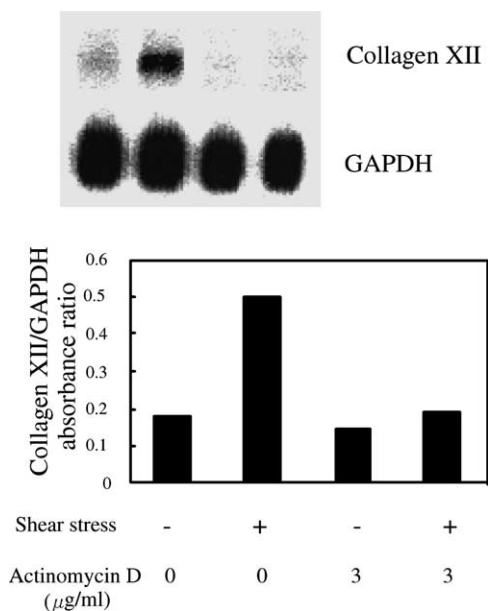 Collagen XII
GAPDH
Collagen XII/GAPDH
absorbance ratio
0.6
0.5
0.4
0.3
0.2
0.1
0
Shear stress - + - +
Actinomycin D 0 0 3 3
(μg/ml)